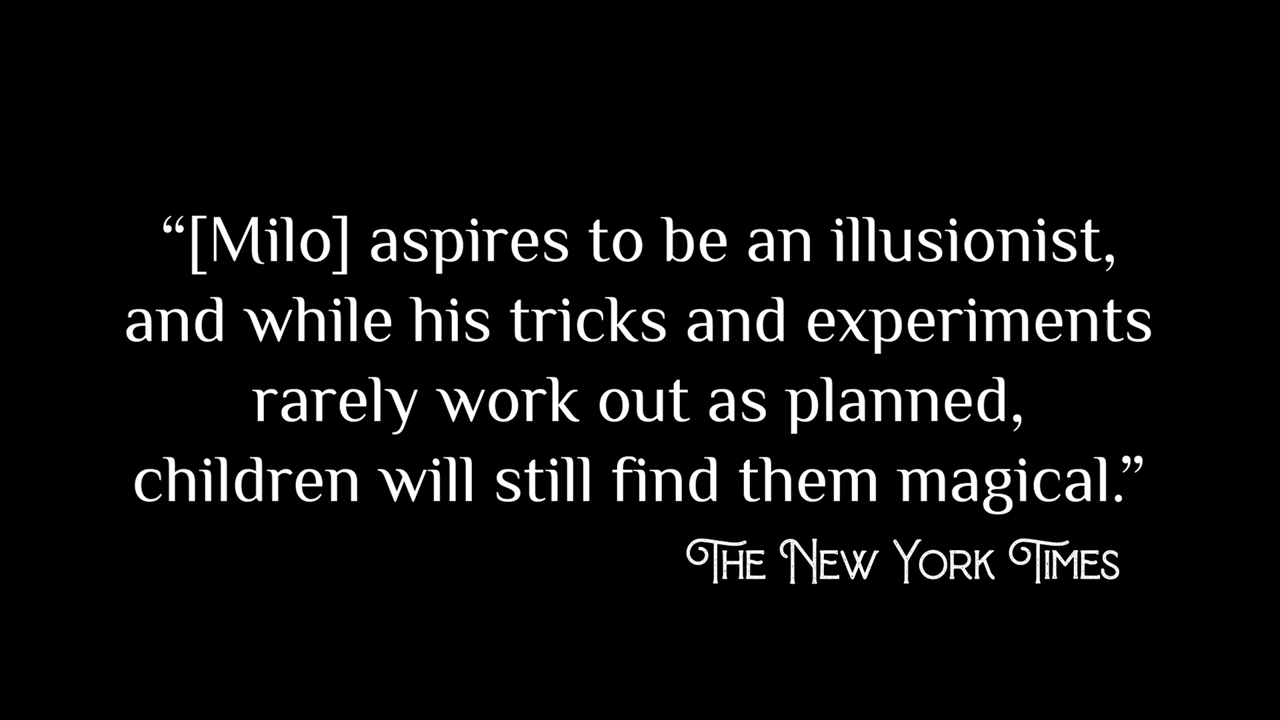 “[Milo] aspires to be an illusionist,
and while his tricks and experiments
rarely work out as planned,
children will still find them magical.”
The New York Times